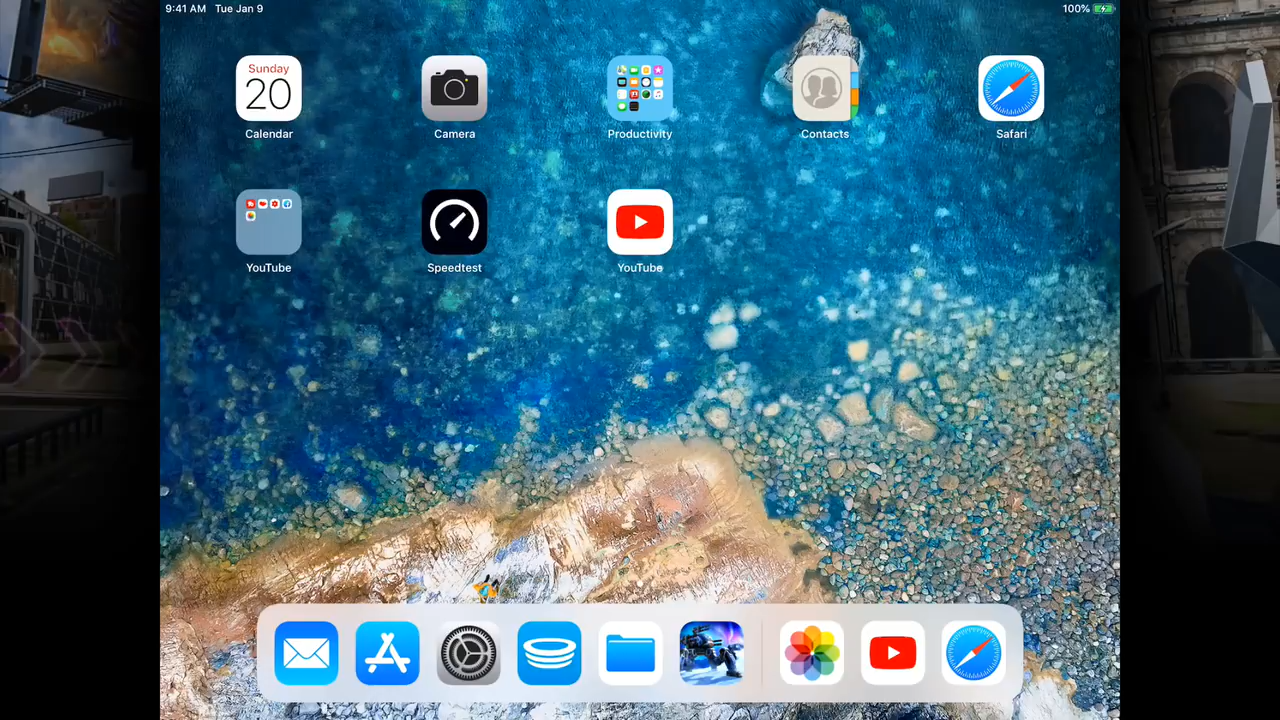 9:41 AM Tue Jan 9
100%
Sunday
20
Calendar
Camera
Productivity
Contacts
Safari
YouTube
Speedtest
YouTube